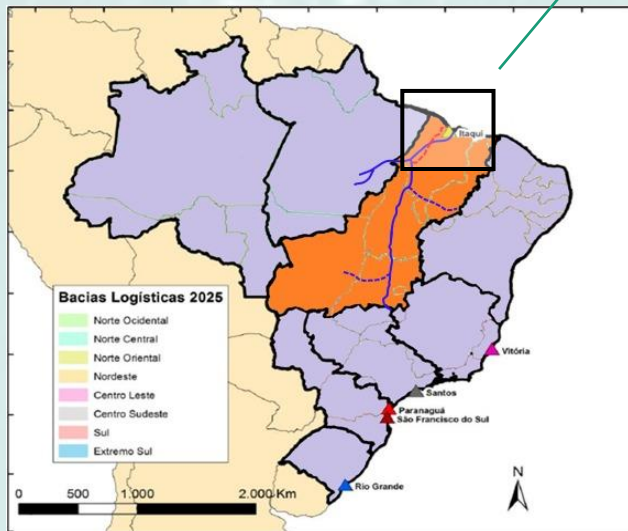 Itaqui
Bacias Logísticas 2025
Norte Ocidental
Norte Central
Norte Oriental
Nordeste
Centro Leste
Centro Sudeste
Sul
Extremo Sul
Vitória
Santos
Paranaguá
São Francisco do Sul
Rio Grande
0 500 1.000 2.000 Km
N